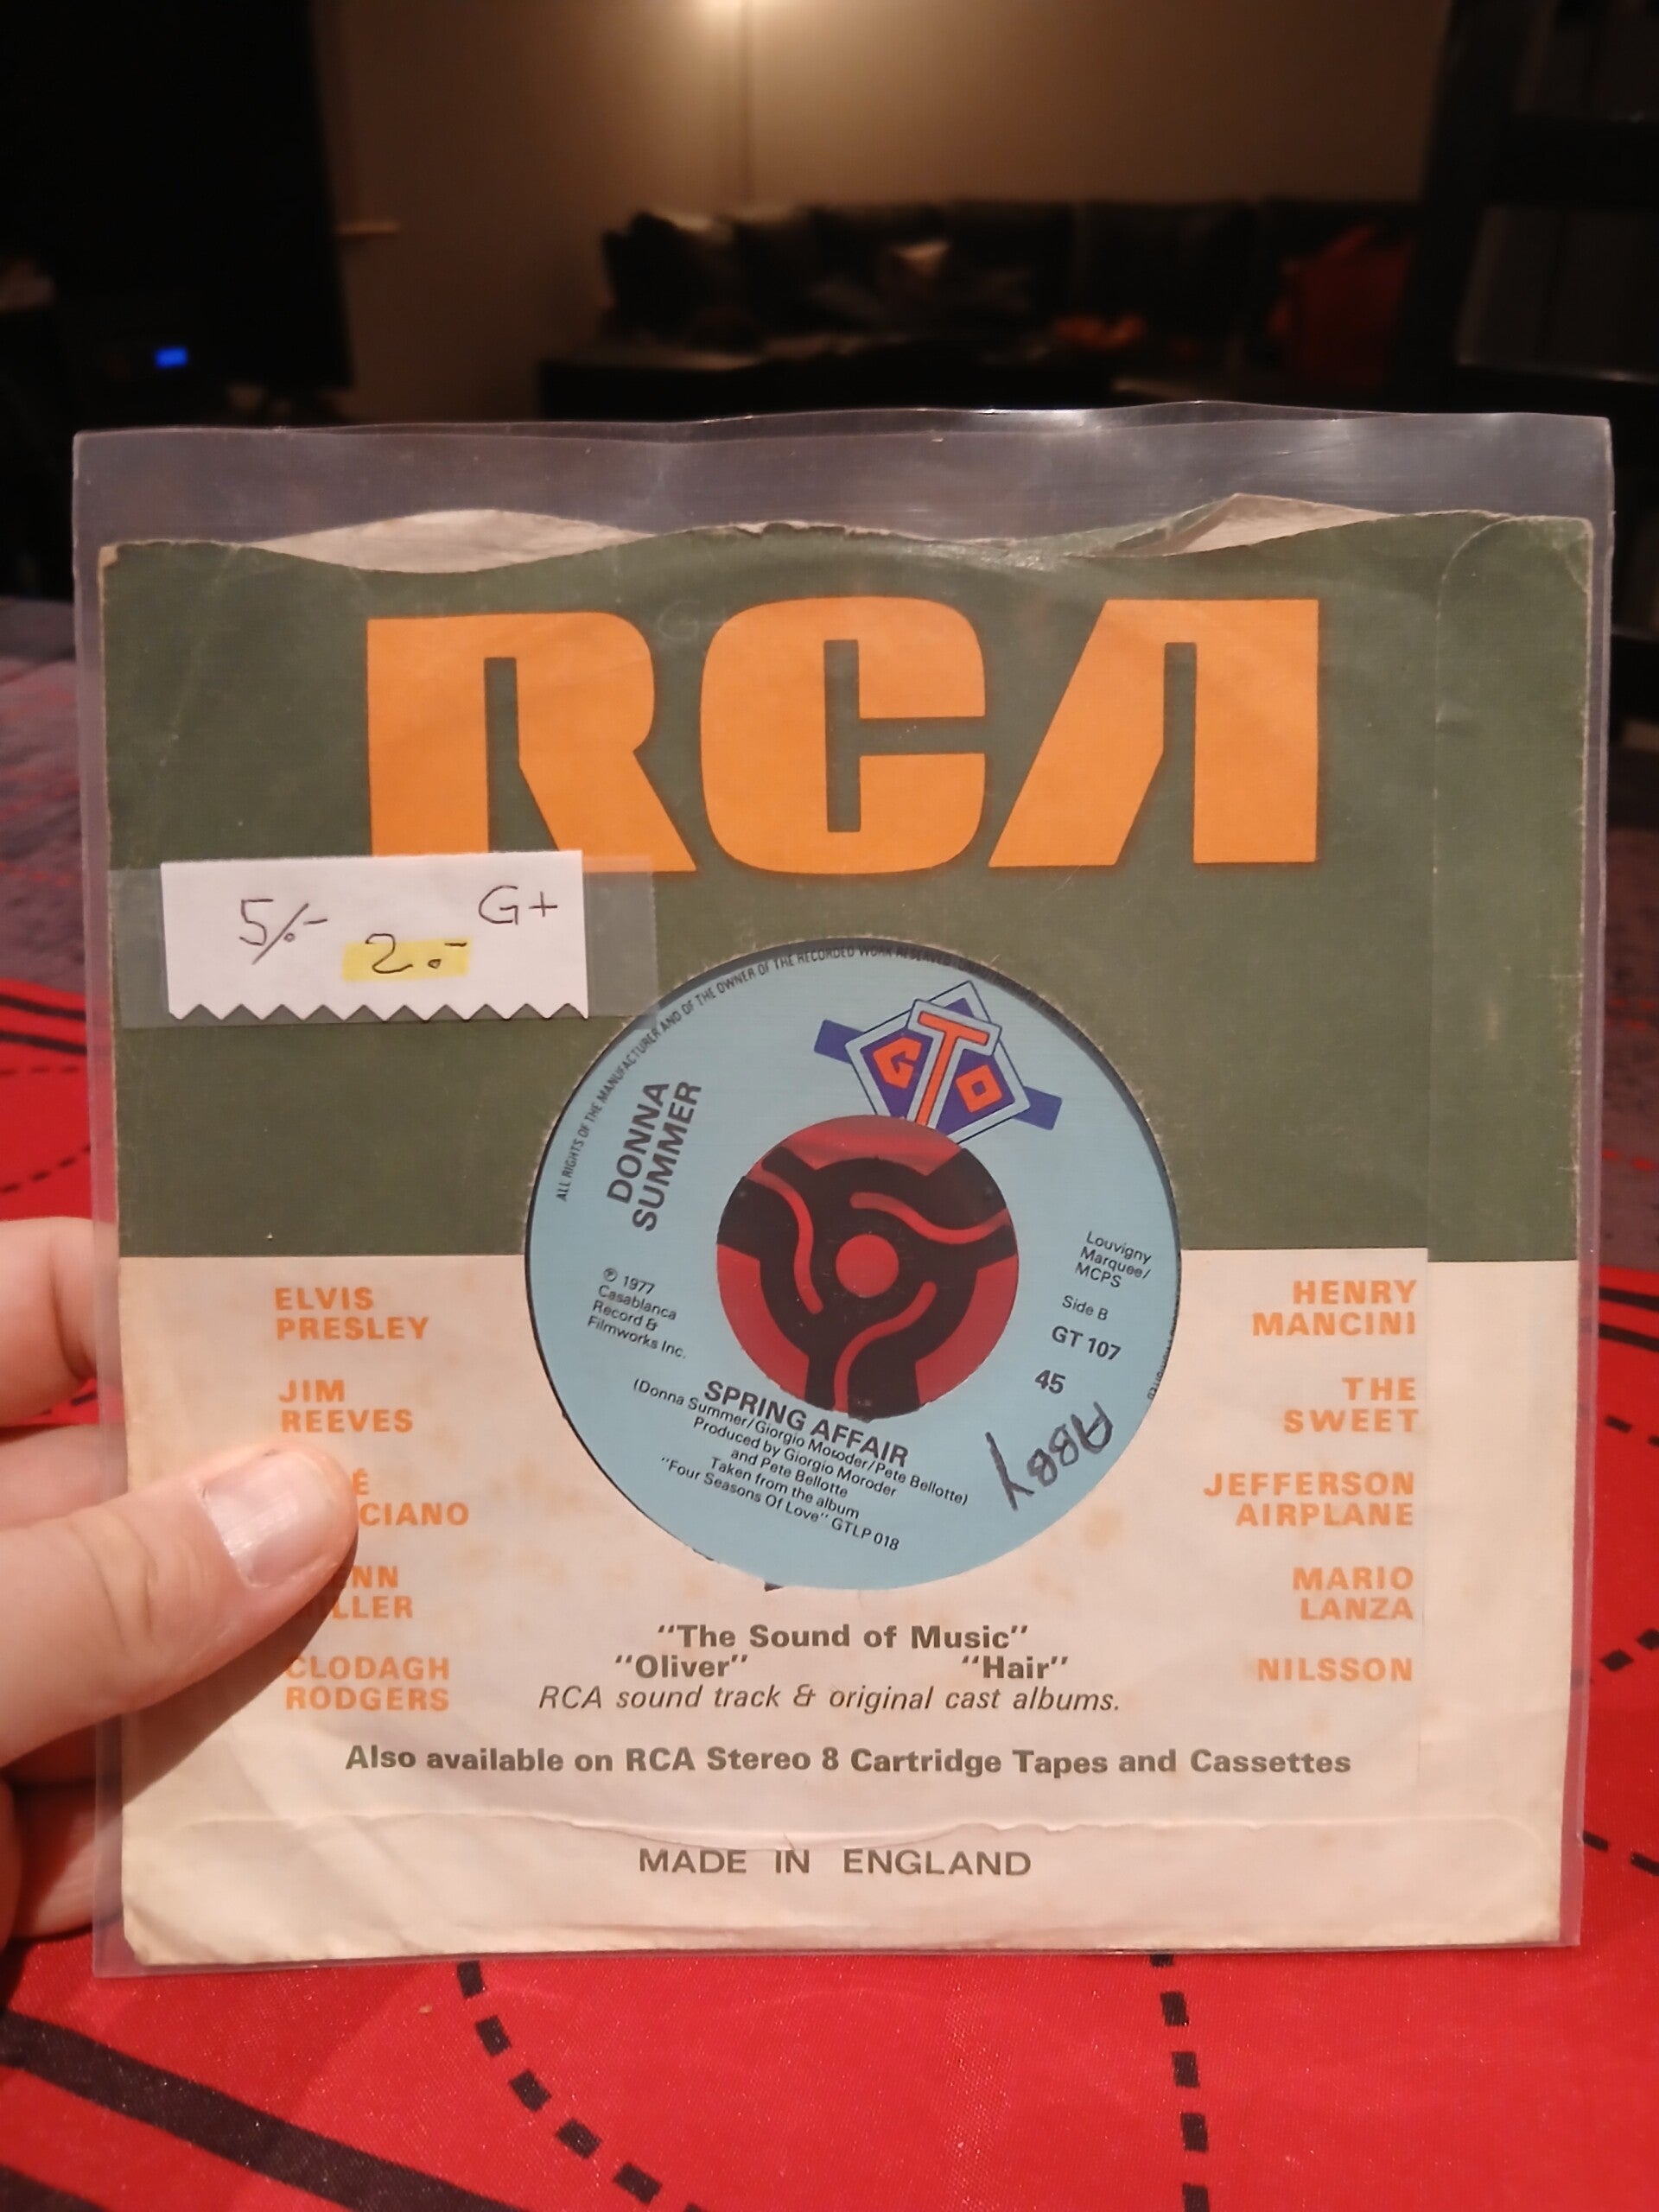 RCA
5/.- G+
2.-
ALL RIGHTS OF THE MANUFACTURER AND OF THE OWNER OF THE RECORDED WORK RESERVED
GTO
DONNA
SUMMER
℗ 1977
Casablanca
Record &
Filmworks Inc.
Louvigny
Marquee/
MCPS
Side B
GT 107
45
ABBY
SPRING AFFAIR
(Donna Summer/Giorgio Moroder/Pete Bellotte)
Produced by Giorgio Moroder
and Pete Bellotte
Taken from the album
"Four Seasons Of Love" GTLP 018
ELVIS
PRESLEY
JIM
REEVES
É
CIANO
NN
LLER
CLODAGH
RODGERS
HENRY
MANCINI
THE
SWEET
JEFFERSON
AIRPLANE
MARIO
LANZA
NILSSON
"The Sound of Music"
"Oliver" "Hair"
RCA sound track & original cast albums.
Also available on RCA Stereo 8 Cartridge Tapes and Cassettes
MADE IN ENGLAND